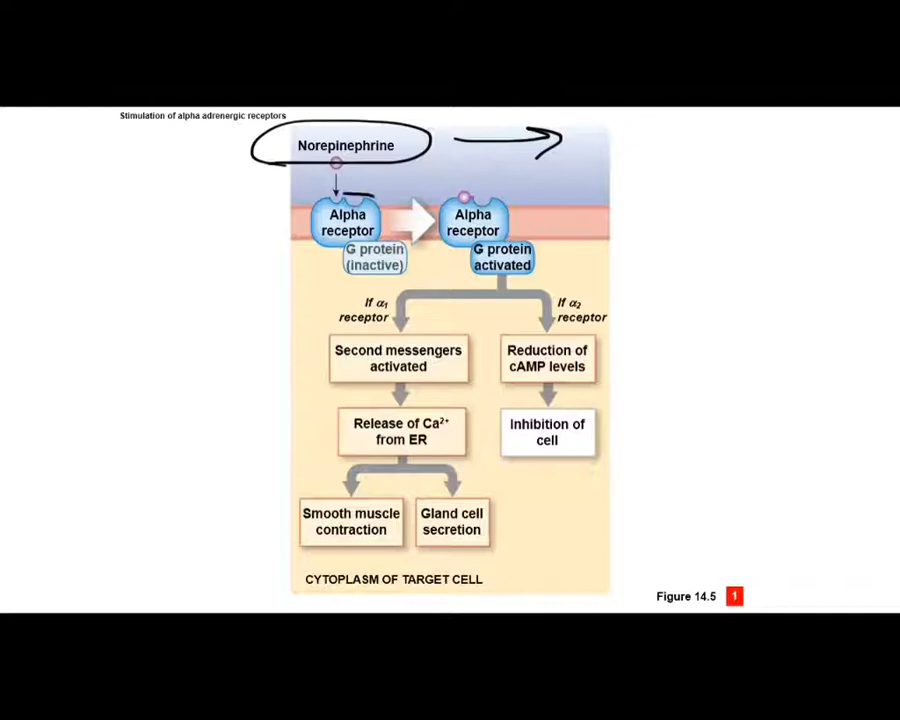 Stimulation of alpha adrenergic receptors
Norepinephrine
Alpha
receptor
Alpha
receptor
G protein
(inactive)
G protein
activated
If α₁
receptor
If α₂
receptor
Second messengers
activated
Reduction of
cAMP levels
Release of Ca²⁺
from ER
Inhibition of
cell
Smooth muscle
contraction
Gland cell
secretion
CYTOPLASM OF TARGET CELL
Figure 14.5 1